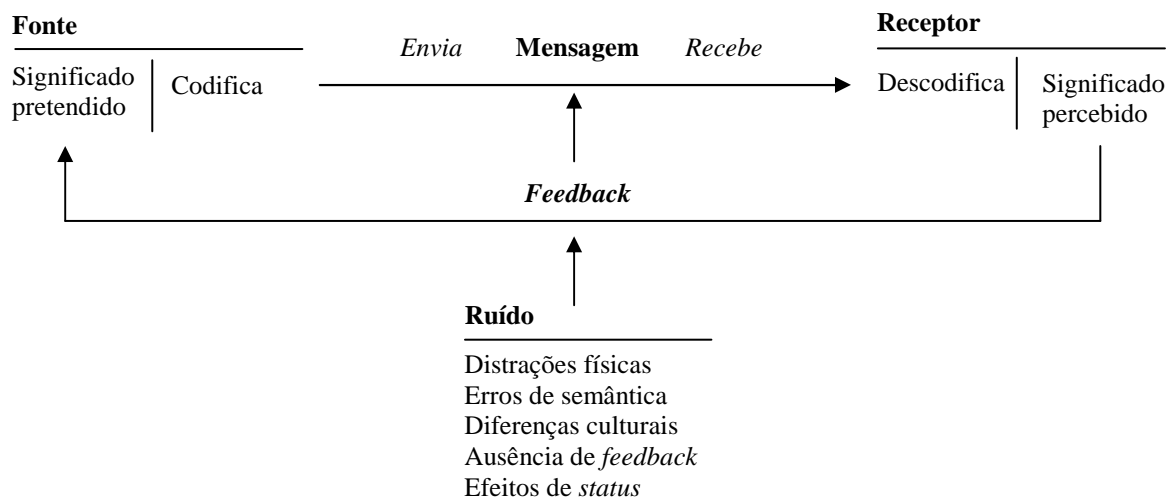 Fonte
Receptor
Envia Mensagem Recebe
Significado
pretendido
Codifica
Descodifica
Significado
percebido
Feedback
Ruído
Distrações físicas
Erros de semântica
Diferenças culturais
Ausência de feedback
Efeitos de status